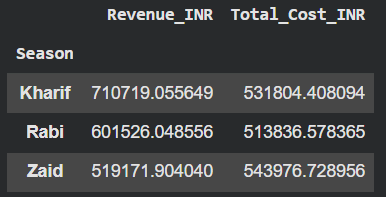 Revenue_INR Total_Cost_INR
Season
Kharif 710719.055649 531804.408094
Rabi 601526.048556 513836.578365
Zaid 519171.904040 543976.728956